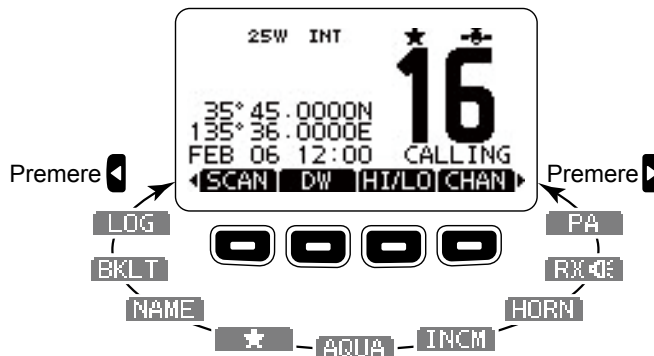 25W INT
16
35°45.0000N
135°36.0000E
FEB 06 12:00 CALLING
Premere
SCAN DW HI/LO CHAN
Premere
LOG
PA
BKLT
RX
NAME
HORN
AQUA
INCM